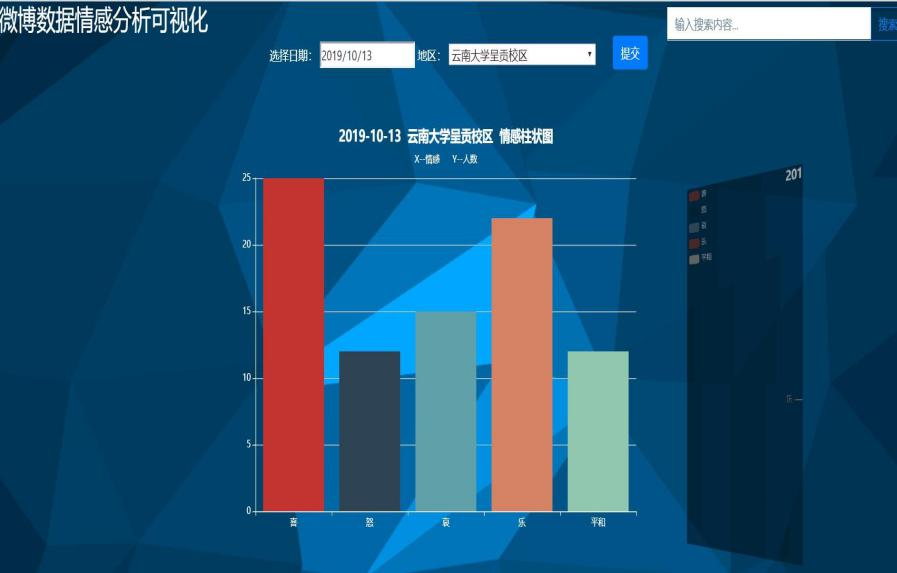 微博数据情感分析可视化
输入搜索内容...
搜索
选择日期：
2019/10/13
地区：
云南大学呈贡校区
提交
2019-10-13 云南大学呈贡校区 情感柱状图
X--情感 Y--人数
25
20
15
10
5
0
喜
怒
哀
乐
平和
201
喜
怒
哀
乐
平和
乐